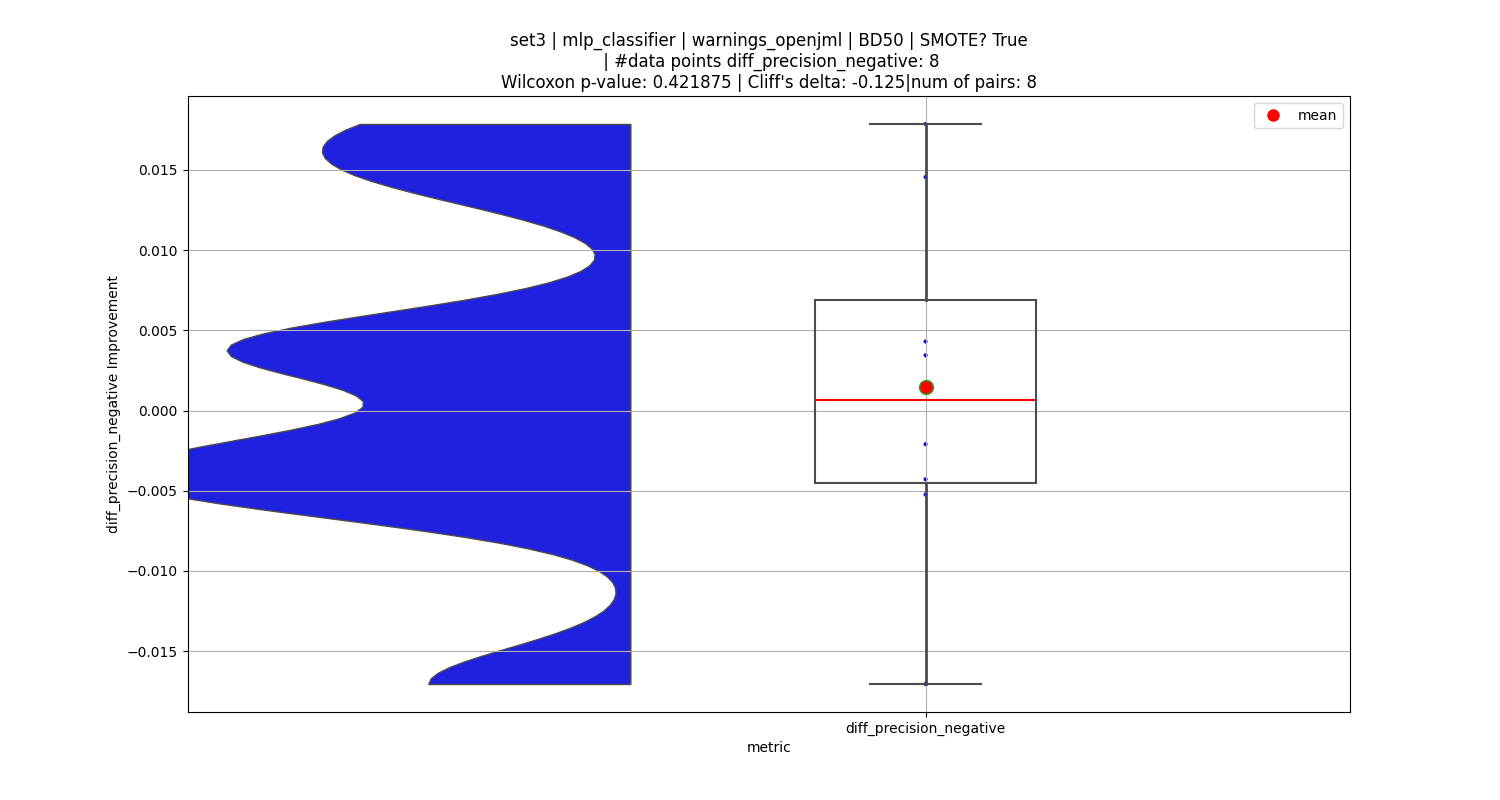 set3 | mlp_classifier | warnings_openjml | BD50 | SMOTE? True
| #data points diff_precision_negative: 8
Wilcoxon p-value: 0.421875 | Cliff's delta: -0.125|num of pairs: 8
mean
0.015
0.010
0.005
0.000
−0.005
−0.010
−0.015
diff_precision_negative Improvement
diff_precision_negative
metric